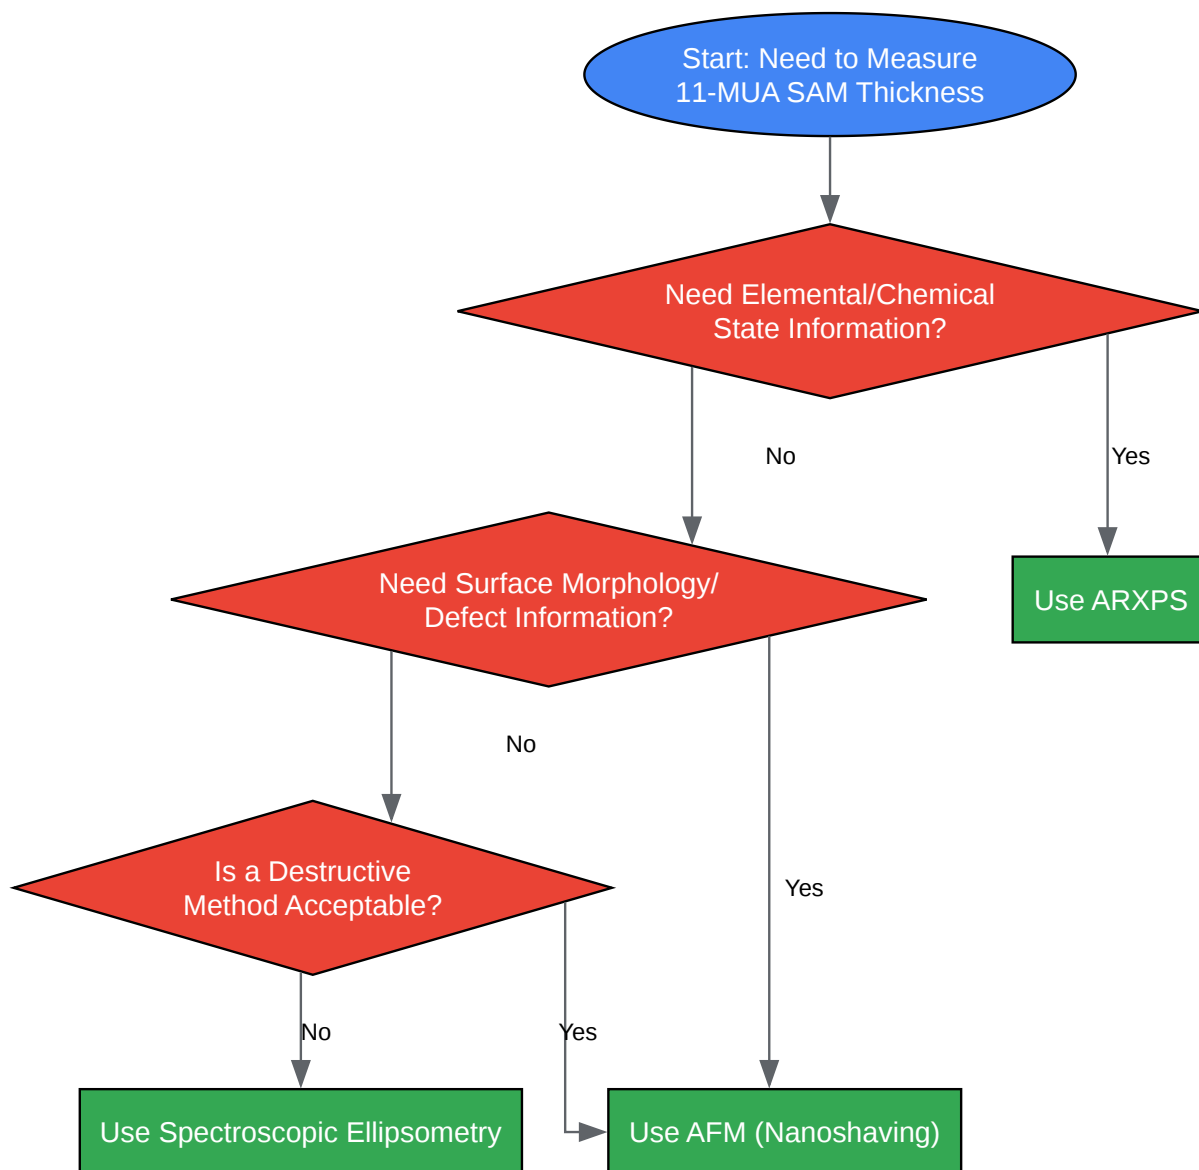 Start: Need to Measure
11-MUA SAM Thickness
Need Elemental/Chemical
State Information?
No
Yes
Need Surface Morphology/
Defect Information?
Use ARXPS
No
Is a Destructive
Method Acceptable?
Yes
No
Yes
Use Spectroscopic Ellipsometry
Use AFM (Nanoshaving)